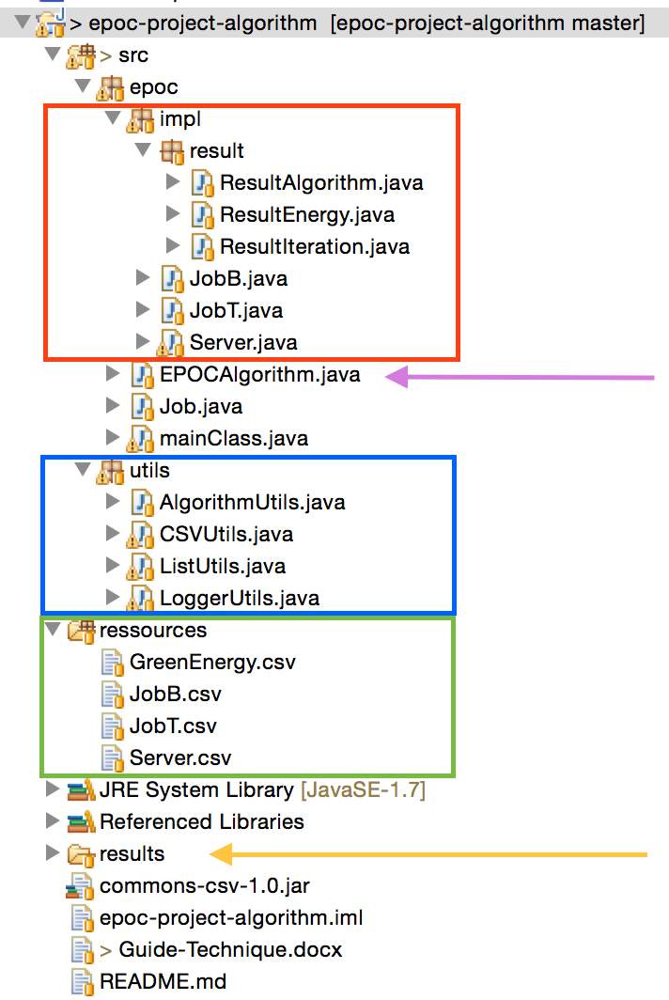 > epoc-project-algorithm [epoc-project-algorithm master]
> src
epoc
impl
result
ResultAlgorithm.java
ResultEnergy.java
ResultIteration.java
JobB.java
JobT.java
Server.java
EPOCAlgorithm.java
Job.java
mainClass.java
utils
AlgorithmUtils.java
CSVUtils.java
ListUtils.java
LoggerUtils.java
ressources
GreenEnergy.csv
JobB.csv
JobT.csv
Server.csv
JRE System Library [JavaSE-1.7]
Referenced Libraries
results
commons-csv-1.0.jar
epoc-project-algorithm.iml
> Guide-Technique.docx
README.md